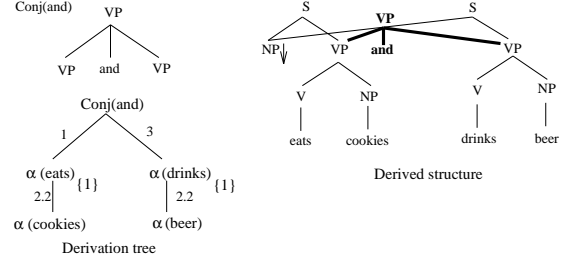 Conj(and) VP
VP and VP
Conj(and)
1 3
α (eats) {1} α (drinks) {1}
2.2 2.2
α (cookies) α (beer)
Derivation tree
S VP S
NP VP and VP
V NP V NP
eats cookies drinks beer
Derived structure